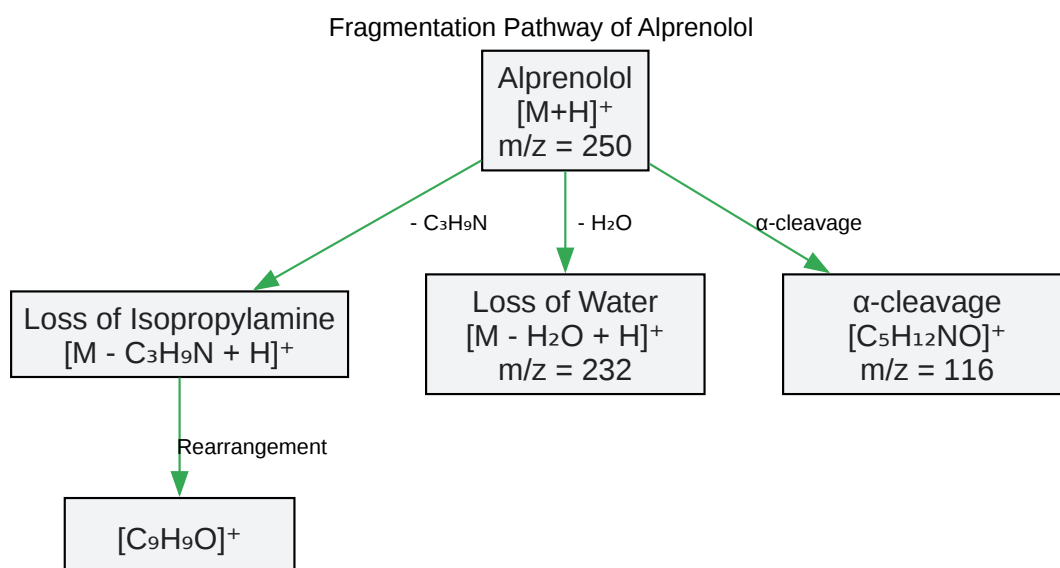 Fragmentation Pathway of Alprenolol
Alprenolol
[M+H]⁺
m/z = 250
- C₃H₉N
- H₂O
α-cleavage
Loss of Isopropylamine
[M - C₃H₉N + H]⁺
Loss of Water
[M - H₂O + H]⁺
m/z = 232
α-cleavage
[C₅H₁₂NO]⁺
m/z = 116
Rearrangement
[C₉H₉O]⁺